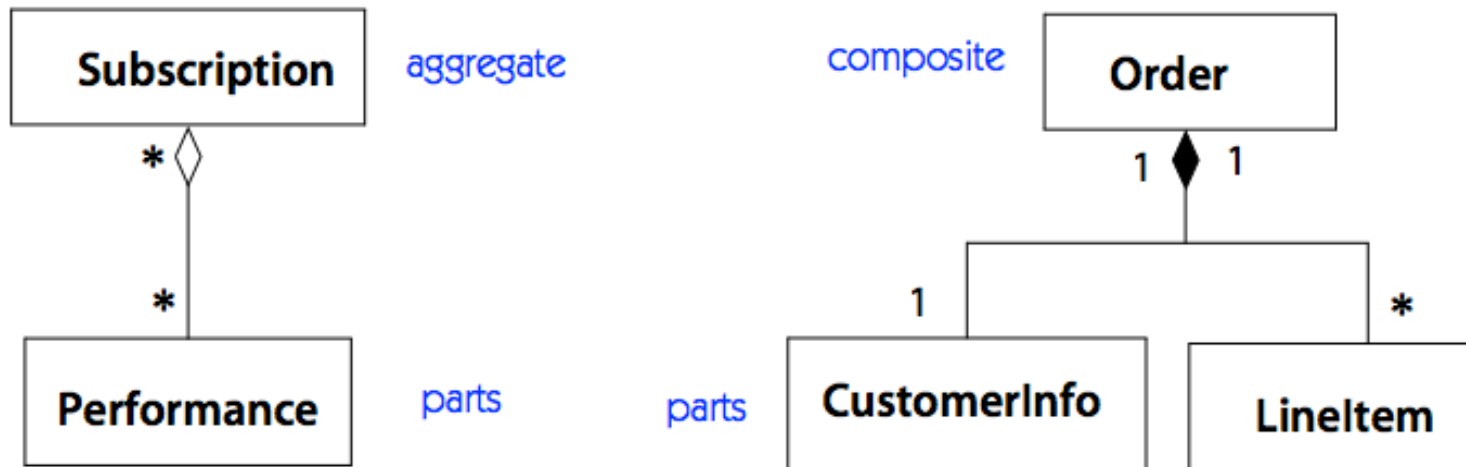 Subscription
aggregate
*
*
Performance
parts
composite
Order
1
1
1
*
parts
CustomerInfo
LineItem